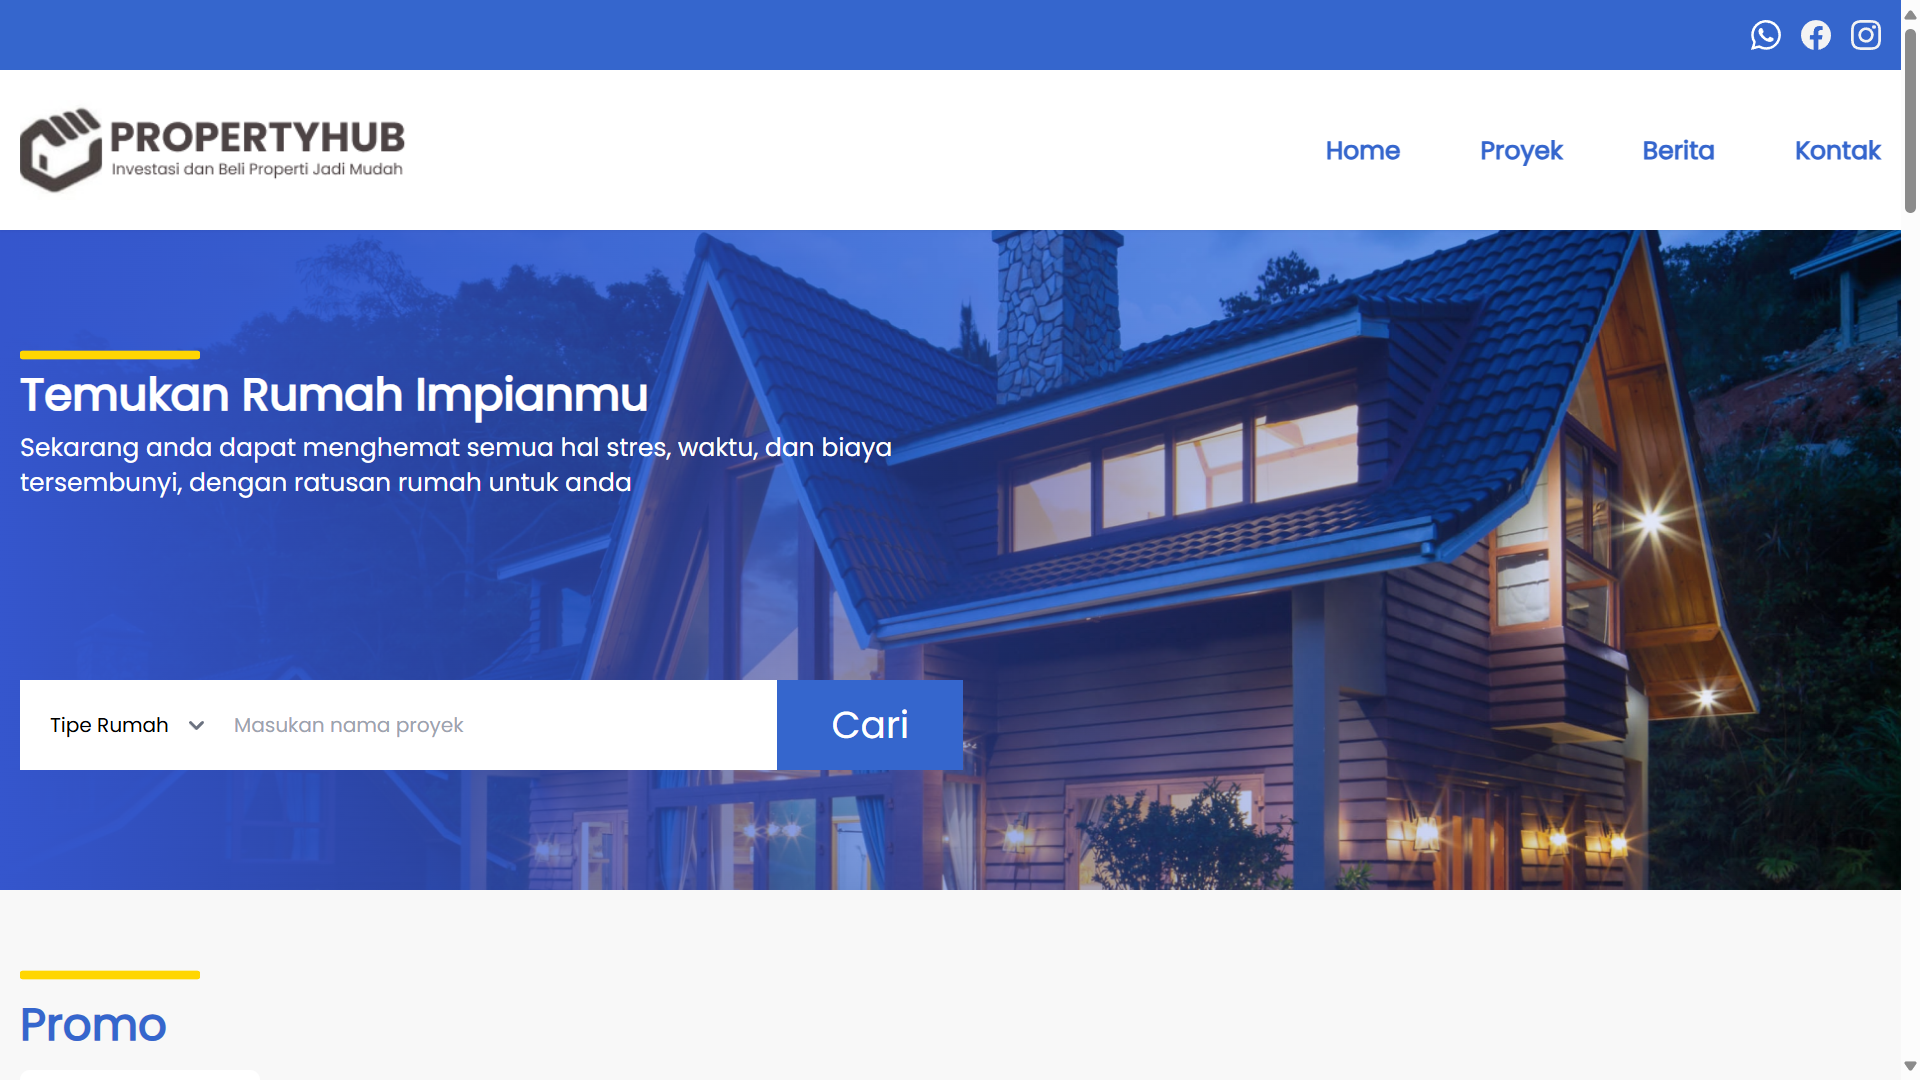 PROPERTYHUB
Investasi dan Beli Properti Jadi Mudah
Home
Proyek
Berita
Kontak
Temukan Rumah Impianmu
Sekarang anda dapat menghemat semua hal stres, waktu, dan biaya
tersembunyi, dengan ratusan rumah untuk anda
Tipe Rumah
Masukan nama proyek
Cari
Promo